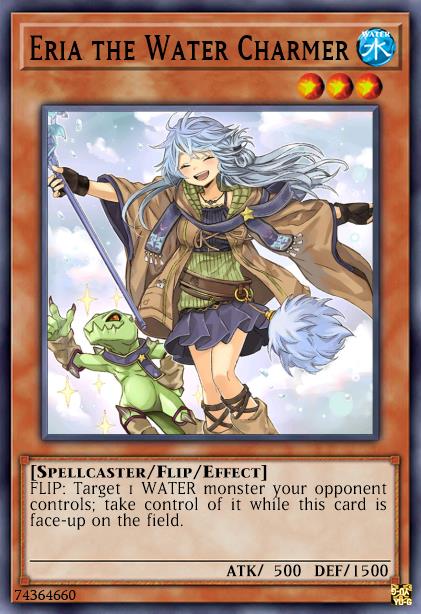 Eria the Water Charmer
WATER
水
[Spellcaster/Flip/Effect]
FLIP: Target 1 WATER monster your opponent
controls; take control of it while this card is
face-up on the field.
ATK/ 500 DEF/1500
74364660